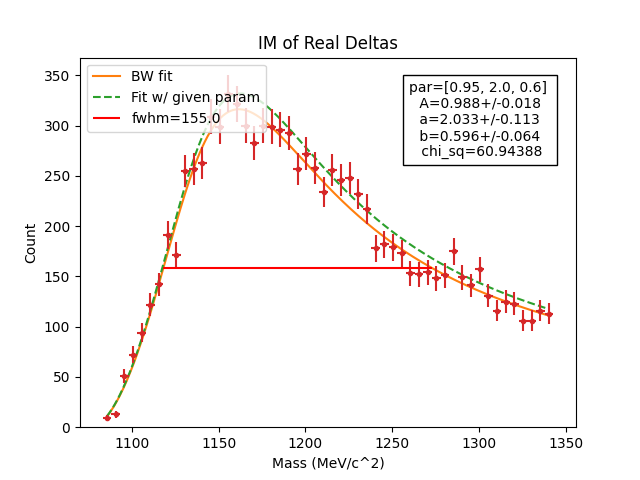 IM of Real Deltas
BW fit
Fit w/ given param
fwhm=155.0
par=[0.95, 2.0, 0.6]
A=0.988+/-0.018
a=2.033+/-0.113
b=0.596+/-0.064
chi_sq=60.94388
Count
350
300
250
200
150
100
50
0
1100
1150
1200
1250
1300
1350
Mass (MeV/c^2)